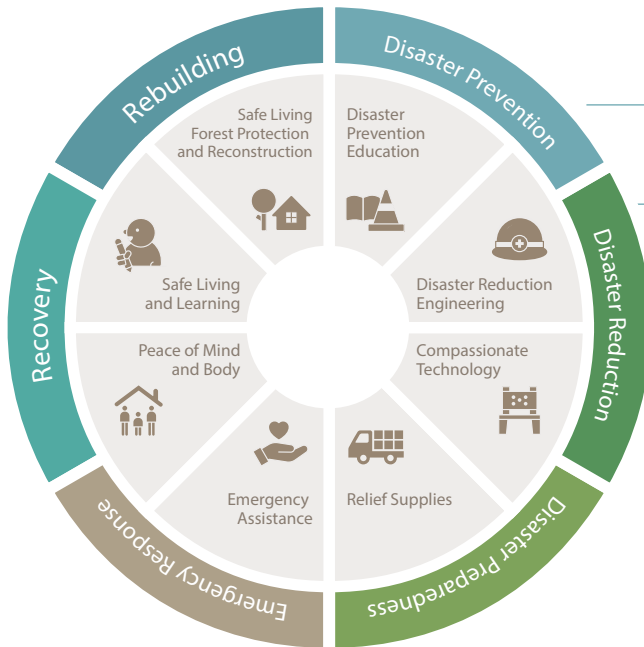 Rebuilding
Disaster Prevention
Safe Living
Forest Protection
and Reconstruction
Disaster
Prevention
Education
Safe Living
and Learning
Disaster Reduction
Engineering
Recovery
Disaster Reduction
Peace of Mind
and Body
Compassionate
Technology
Emergency
Assistance
Relief Supplies
Emergency Response
Disaster Preparedness